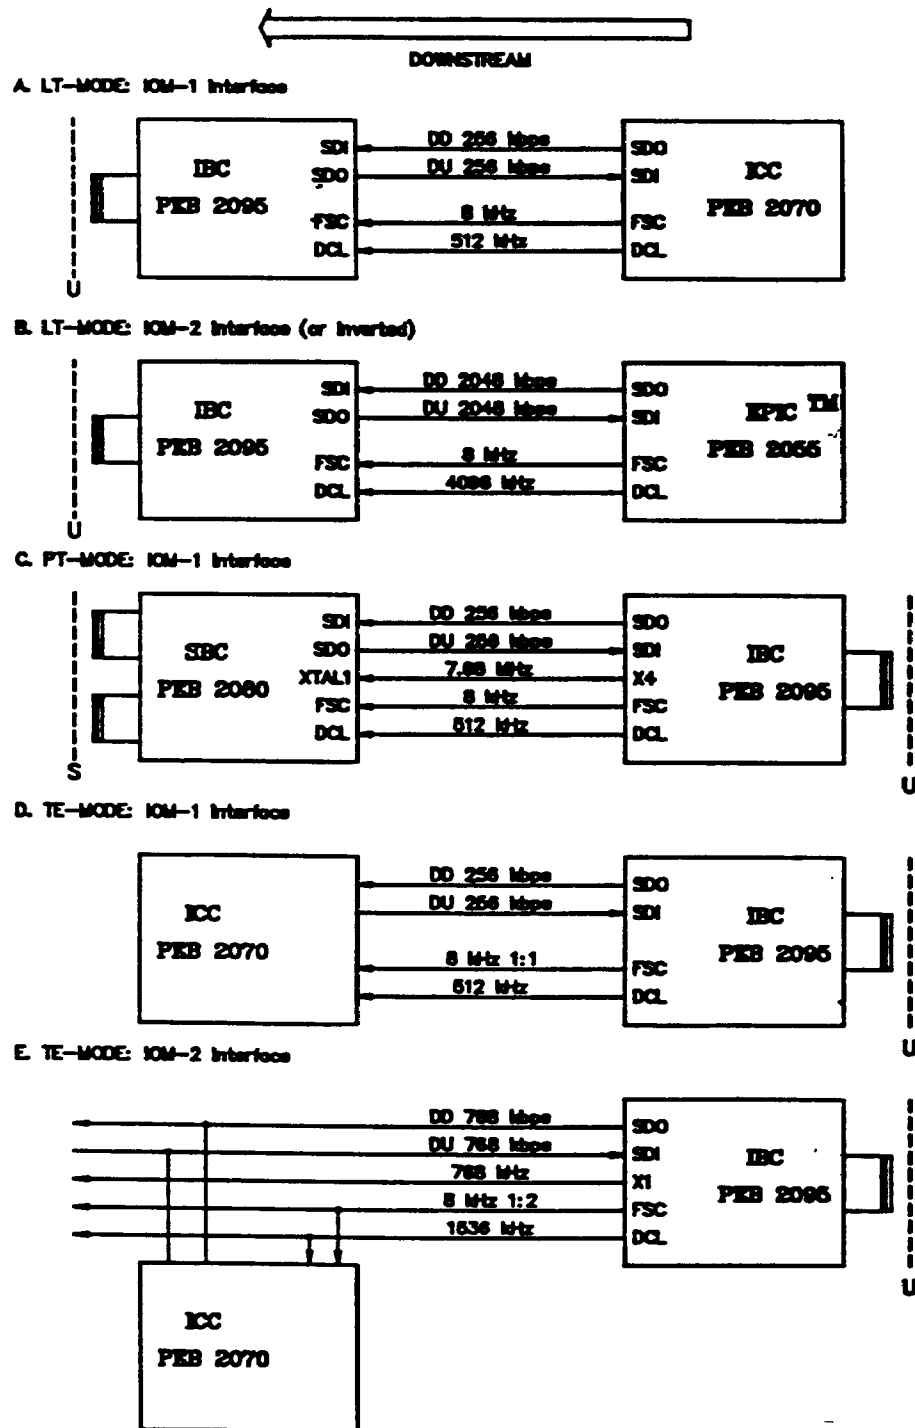 DOWNSTREAM
A. LT-MODE: IOM-1 Interface
SDI DD 256 kbps SDO
IBC SDO DU 256 kbps SDI ICC
PEB 2095 PEB 2070
FSC 8 kHz FSC
DCL 512 kHz DCL
U
B. LT-MODE: IOM-2 Interface (or Inverted)
SDI DD 2048 kbps SDO
IBC SDO DU 2048 kbps SDI EPIC TM
PEB 2095 PEB 2055
FSC 8 kHz FSC
DCL 4096 kHz DCL
U
C. PT-MODE: IOM-1 Interface
SDI DD 256 kbps SDO
SBC SDO DU 256 kbps SDI IBC
PEB 2080 XTAL1 7.68 kHz X4 PEB 2095
FSC 8 kHz FSC
DCL 512 kHz DCL
S U
D. TE-MODE: IOM-1 Interface
DD 256 kbps SDO
ICC DU 256 kbps SDI IBC
PEB 2070 PEB 2095
8 kHz 1:1 FSC
512 kHz DCL
U
E. TE-MODE: IOM-2 Interface
DD 768 kbps SDO
DU 768 kbps SDI IBC
768 kHz X1 PEB 2095
8 kHz 1:2 FSC
1536 kHz DCL
U
ICC
PEB 2070